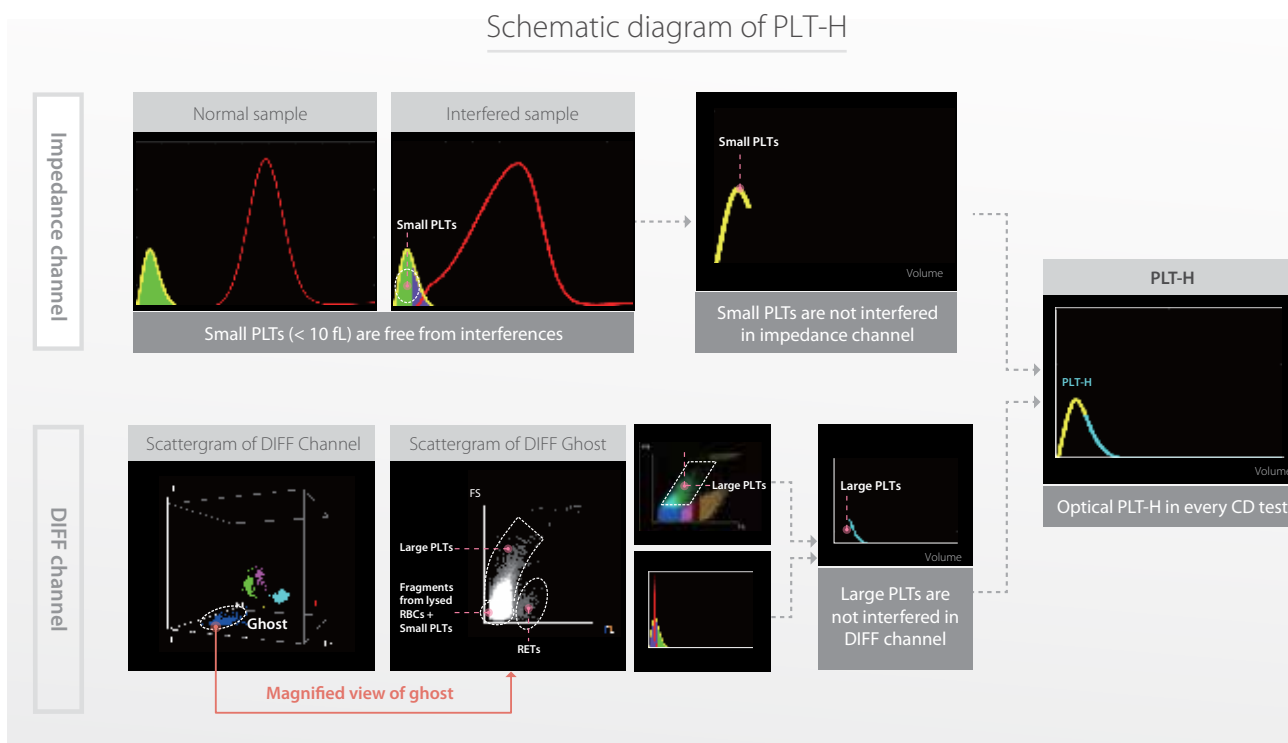 Schematic diagram of PLT-H
Impedance channel
Normal sample
Interfered sample
Small PLTs
Small PLTs (< 10 fL) are free from interferences
Small PLTs
Volume
Small PLTs are not interfered
in impedance channel
PLT-H
PLT-H
Volume
Optical PLT-H in every CD test
DIFF channel
Scattergram of DIFF Channel
Ghost
Scattergram of DIFF Ghost
FS
Large PLTs
Fragments
from lysed
RBCs +
Small PLTs
RETs
Magnified view of ghost
Large PLTs
Large PLTs
Volume
Large PLTs are
not interfered in
DIFF channel